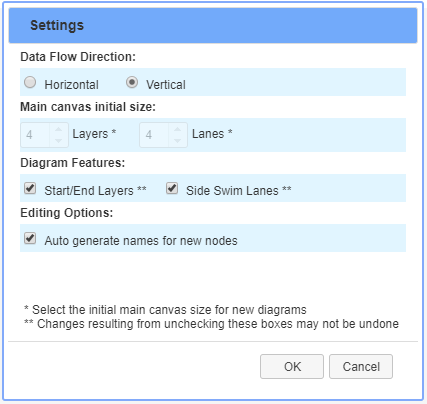 Settings
Data Flow Direction:
Horizontal Vertical
Main canvas initial size:
4 Layers * 4 Lanes *
Diagram Features:
Start/End Layers ** Side Swim Lanes **
Editing Options:
Auto generate names for new nodes
* Select the initial main canvas size for new diagrams
** Changes resulting from unchecking these boxes may not be undone
OK Cancel